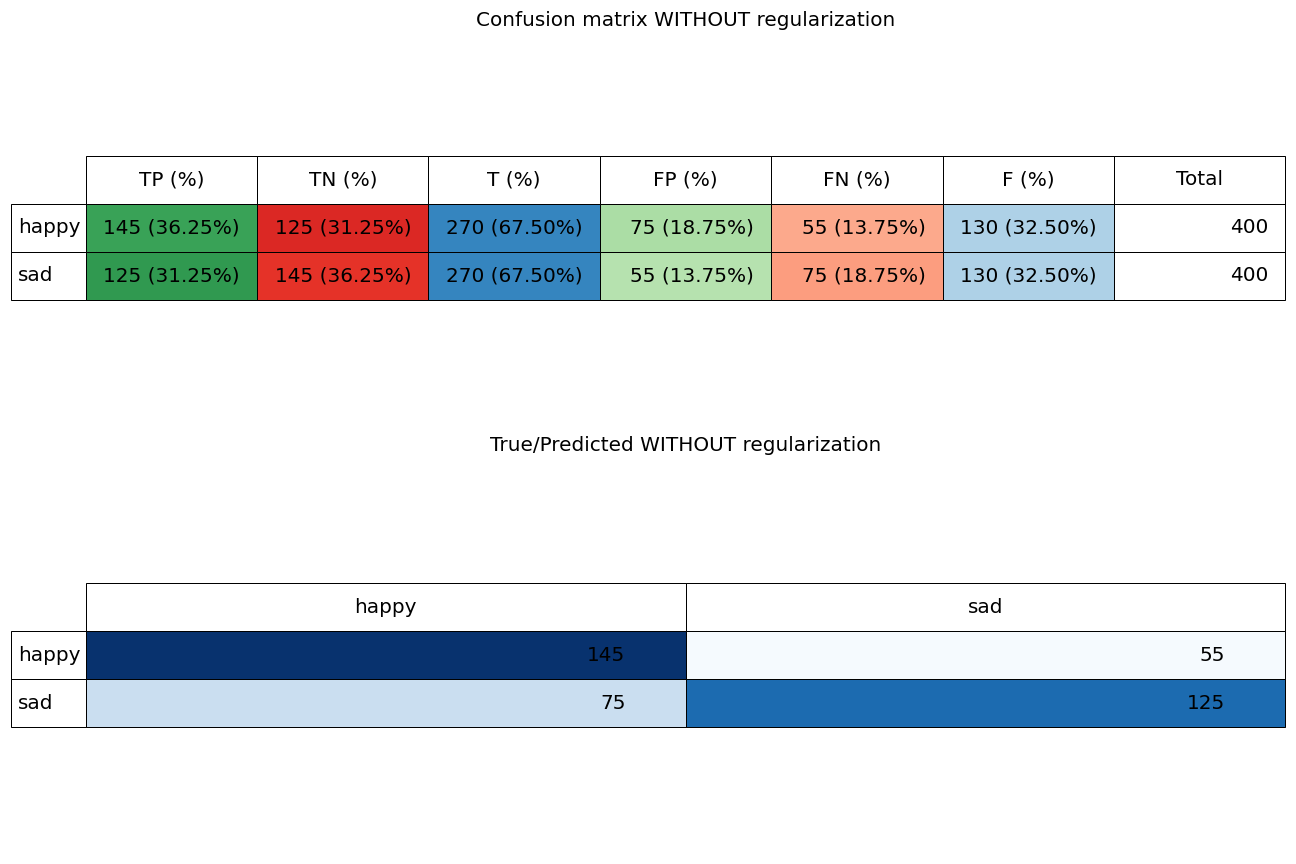 Confusion matrix WITHOUT regularization
TP (%) TN (%) T (%) FP (%) FN (%) F (%) Total
happy 145 (36.25%) 125 (31.25%) 270 (67.50%) 75 (18.75%) 55 (13.75%) 130 (32.50%) 400
sad 125 (31.25%) 145 (36.25%) 270 (67.50%) 55 (13.75%) 75 (18.75%) 130 (32.50%) 400
True/Predicted WITHOUT regularization
happy sad
happy 145 55
sad 75 125